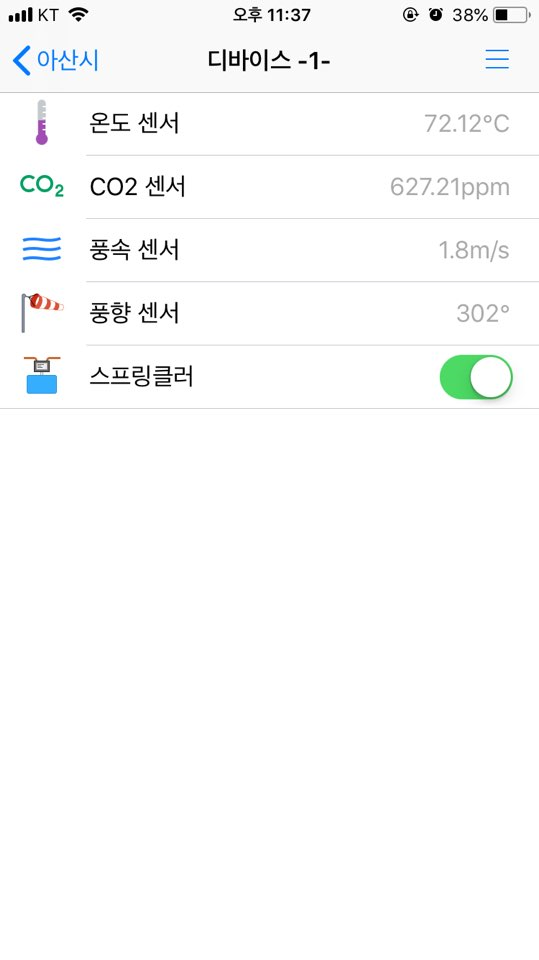 KT 오후 11:37 38%
아산시 디바이스 -1-
온도 센서 72.12°C
CO2 CO2 센서 627.21ppm
풍속 센서 1.8m/s
풍향 센서 302°
스프링클러